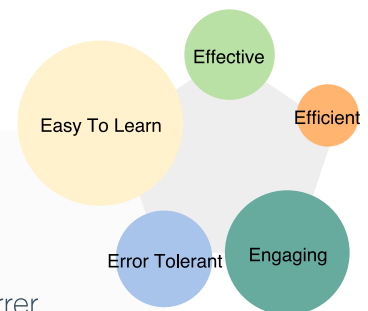 Effective
Efficient
Easy To Learn
Engaging
Error Tolerant